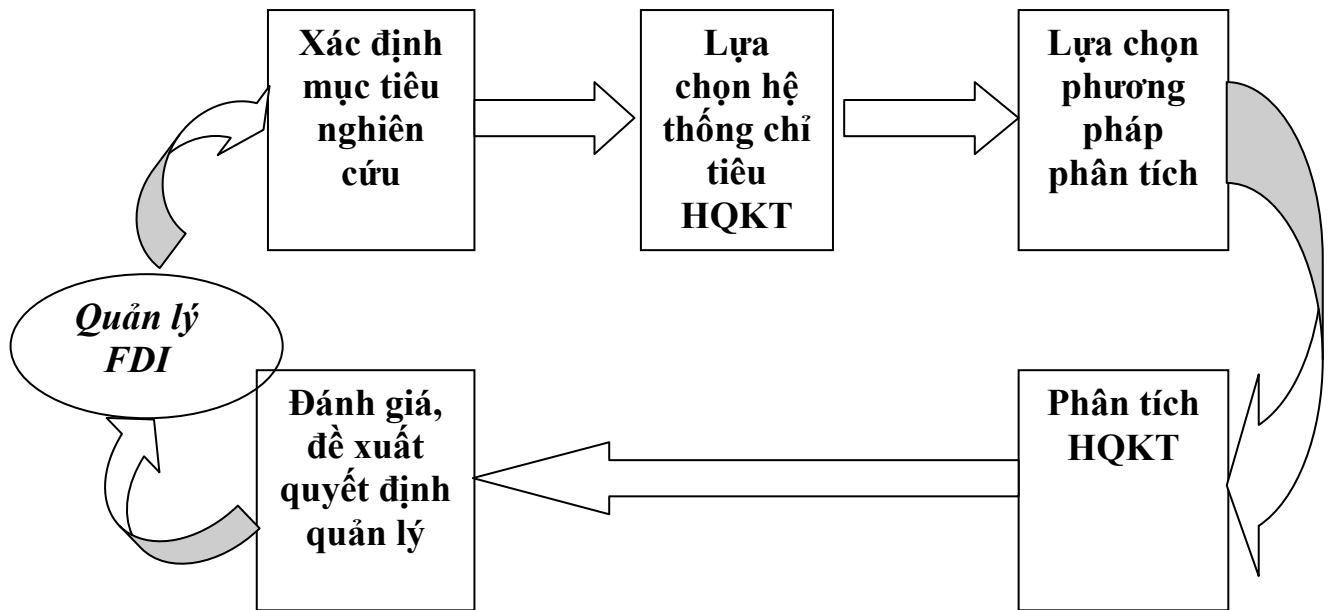 Xác định
mục tiêu
nghiên
cứu
Lựa
chọn hệ
thống chỉ
tiêu
HQKT
Lựa chọn
phương
pháp
phân tích
Quản lý
FDI
Đánh giá,
đề xuất
quyết định
quản lý
Phân tích
HQKT